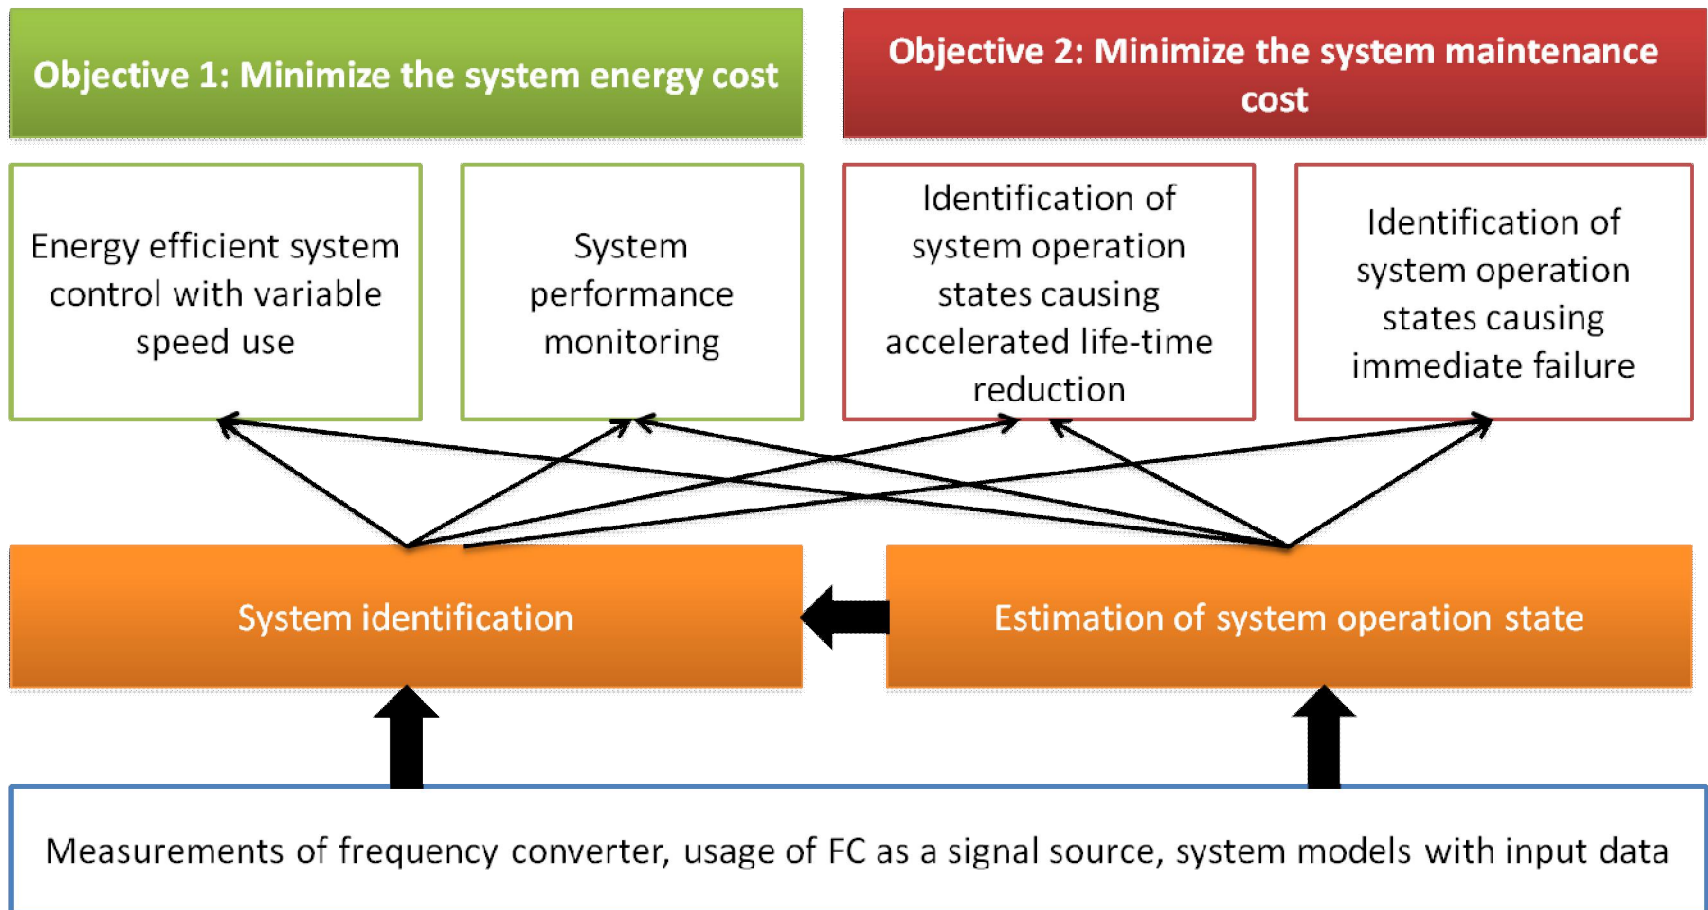 Objective 1: Minimize the system energy cost
Objective 2: Minimize the system maintenance
cost
Energy efficient system
control with variable
speed use
System
performance
monitoring
Identification of
system operation
states causing
accelerated life-time
reduction
Identification of
system operation
states causing
immediate failure
System identification
Estimation of system operation state
Measurements of frequency converter, usage of FC as a signal source, system models with input data